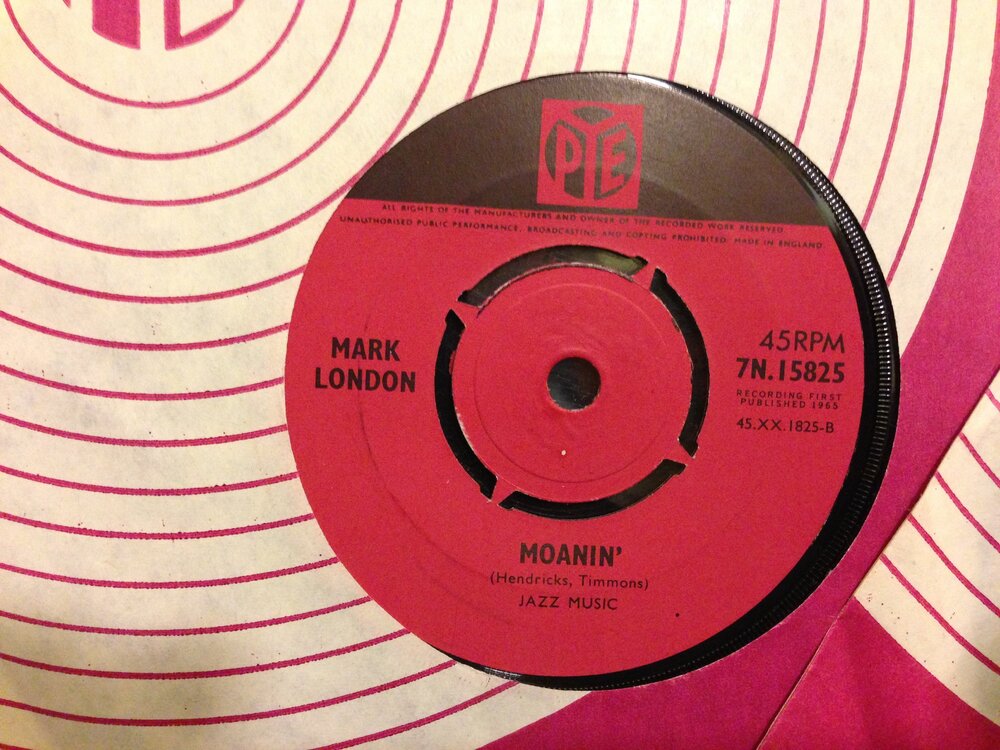 PYE
ALL RIGHTS OF THE MANUFACTURERS AND OWNER OF THE RECORDED WORK RESERVED
UNAUTHORISED PUBLIC PERFORMANCE, BROADCASTING AND COPYING PROHIBITED. MADE IN ENGLAND
MARK
LONDON
45RPM
7N.15825
RECORDING FIRST
PUBLISHED 1965
45.XX.1825-B
MOANIN'
(Hendricks, Timmons)
JAZZ MUSIC